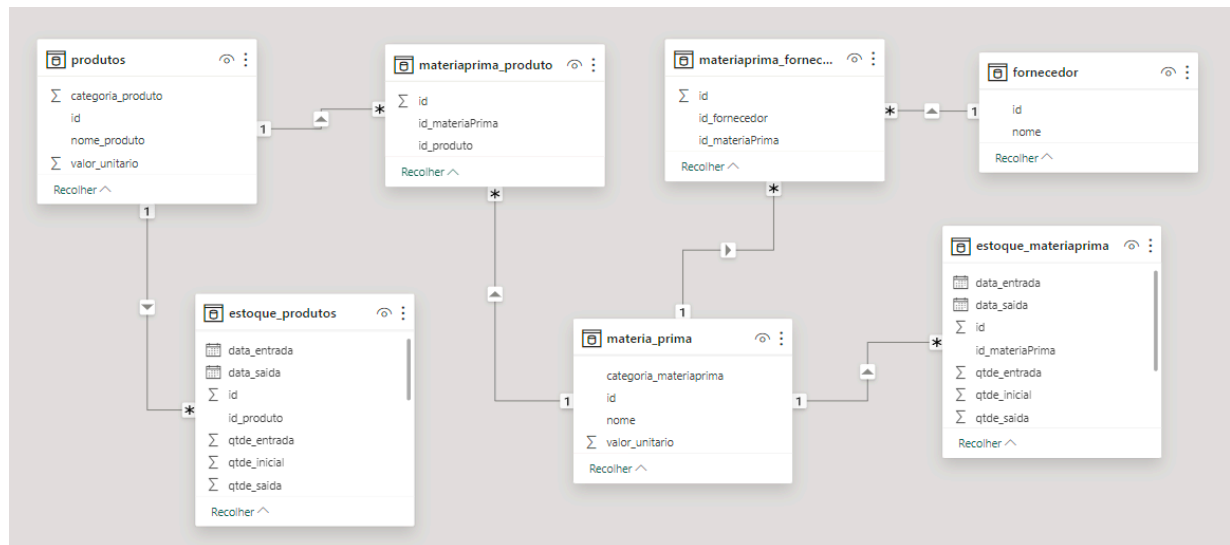 produtos
categoria_produto
id
nome_produto
valor_unitario
Recolher
materiaprima_produto
id
id_materiaPrima
id_produto
Recolher
materiaprima_fornec...
id
id_fornecedor
id_materiaPrima
Recolher
fornecedor
id
nome
Recolher
1
*
*
1
1
*
*
estoque_produtos
data_entrada
data_saida
id
id_produto
qtde_entrada
qtde_inicial
qtde_saida
Recolher
*
1
1
materia_prima
categoria_materiaprima
id
nome
valor_unitario
Recolher
1
*
estoque_materiaprima
data_entrada
data_saida
id
id_materiaPrima
qtde_entrada
qtde_inicial
qtde_saida
Recolher